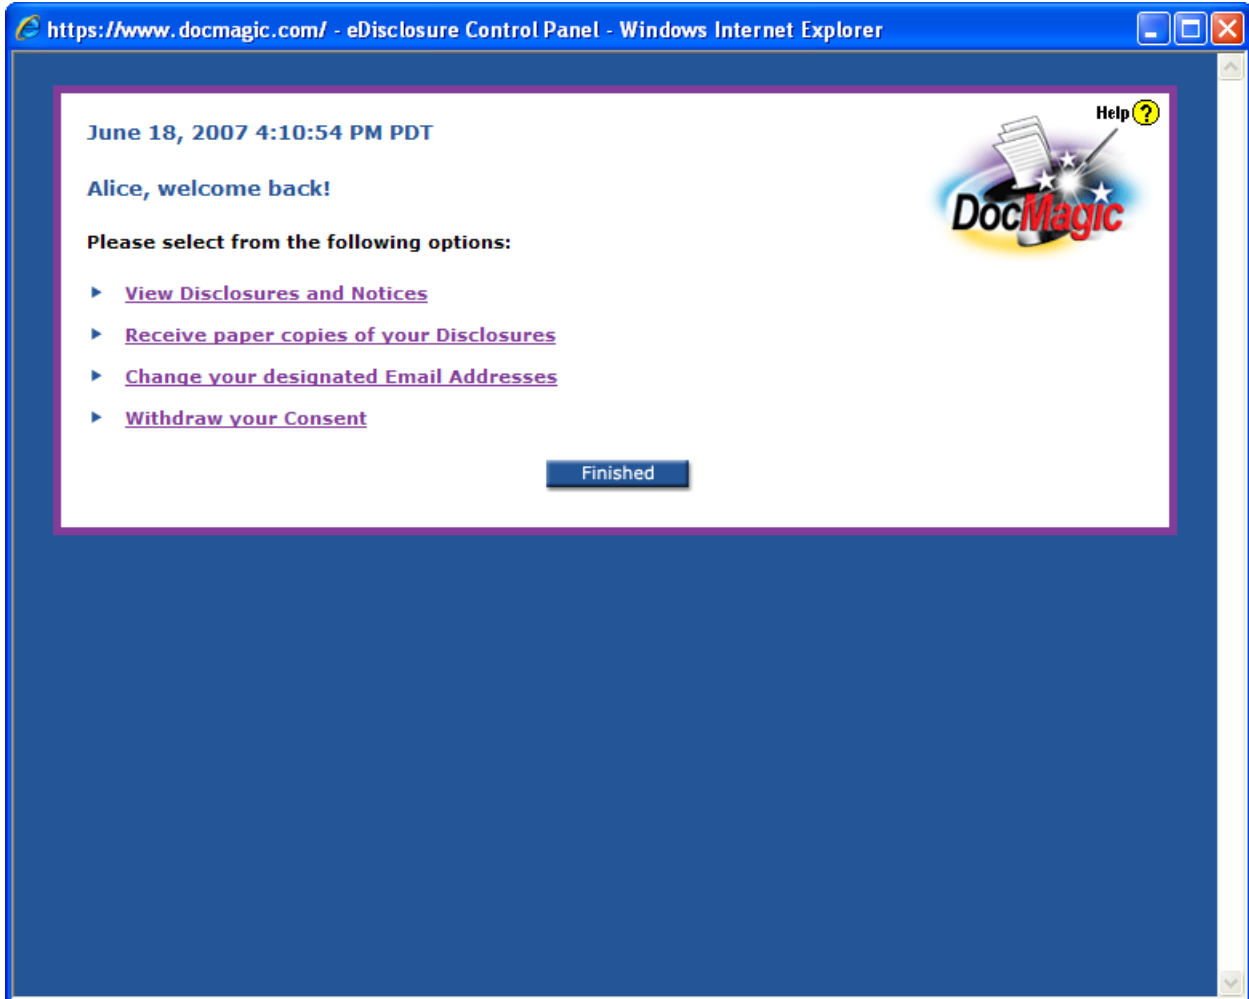 https://www.docmagic.com/ - eDisclosure Control Panel - Windows Internet Explorer
Help ?
June 18, 2007 4:10:54 PM PDT
DocMagic
Alice, welcome back!
Please select from the following options:
View Disclosures and Notices
Receive paper copies of your Disclosures
Change your designated Email Addresses
Withdraw your Consent
Finished